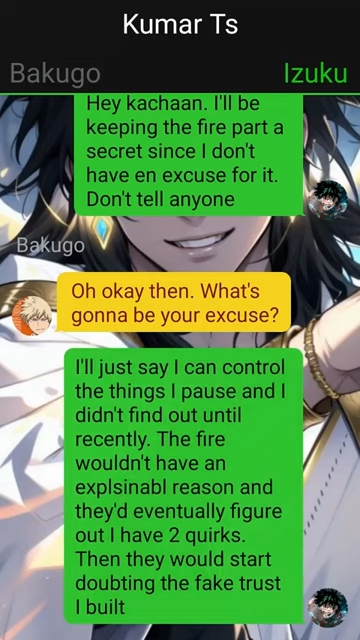 Kumar Ts
Bakugo
Izuku
Hey kachaan. I'll be
keeping the fire part a
secret since I don't
have en excuse for it.
Don't tell anyone
Bakugo
Oh okay then. What's
gonna be your excuse?
I'll just say I can control
the things I pause and I
didn't find out until
recently. The fire
wouldn't have an
explsinabl reason and
they'd eventually figure
out I have 2 quirks.
Then they would start
doubting the fake trust
I built